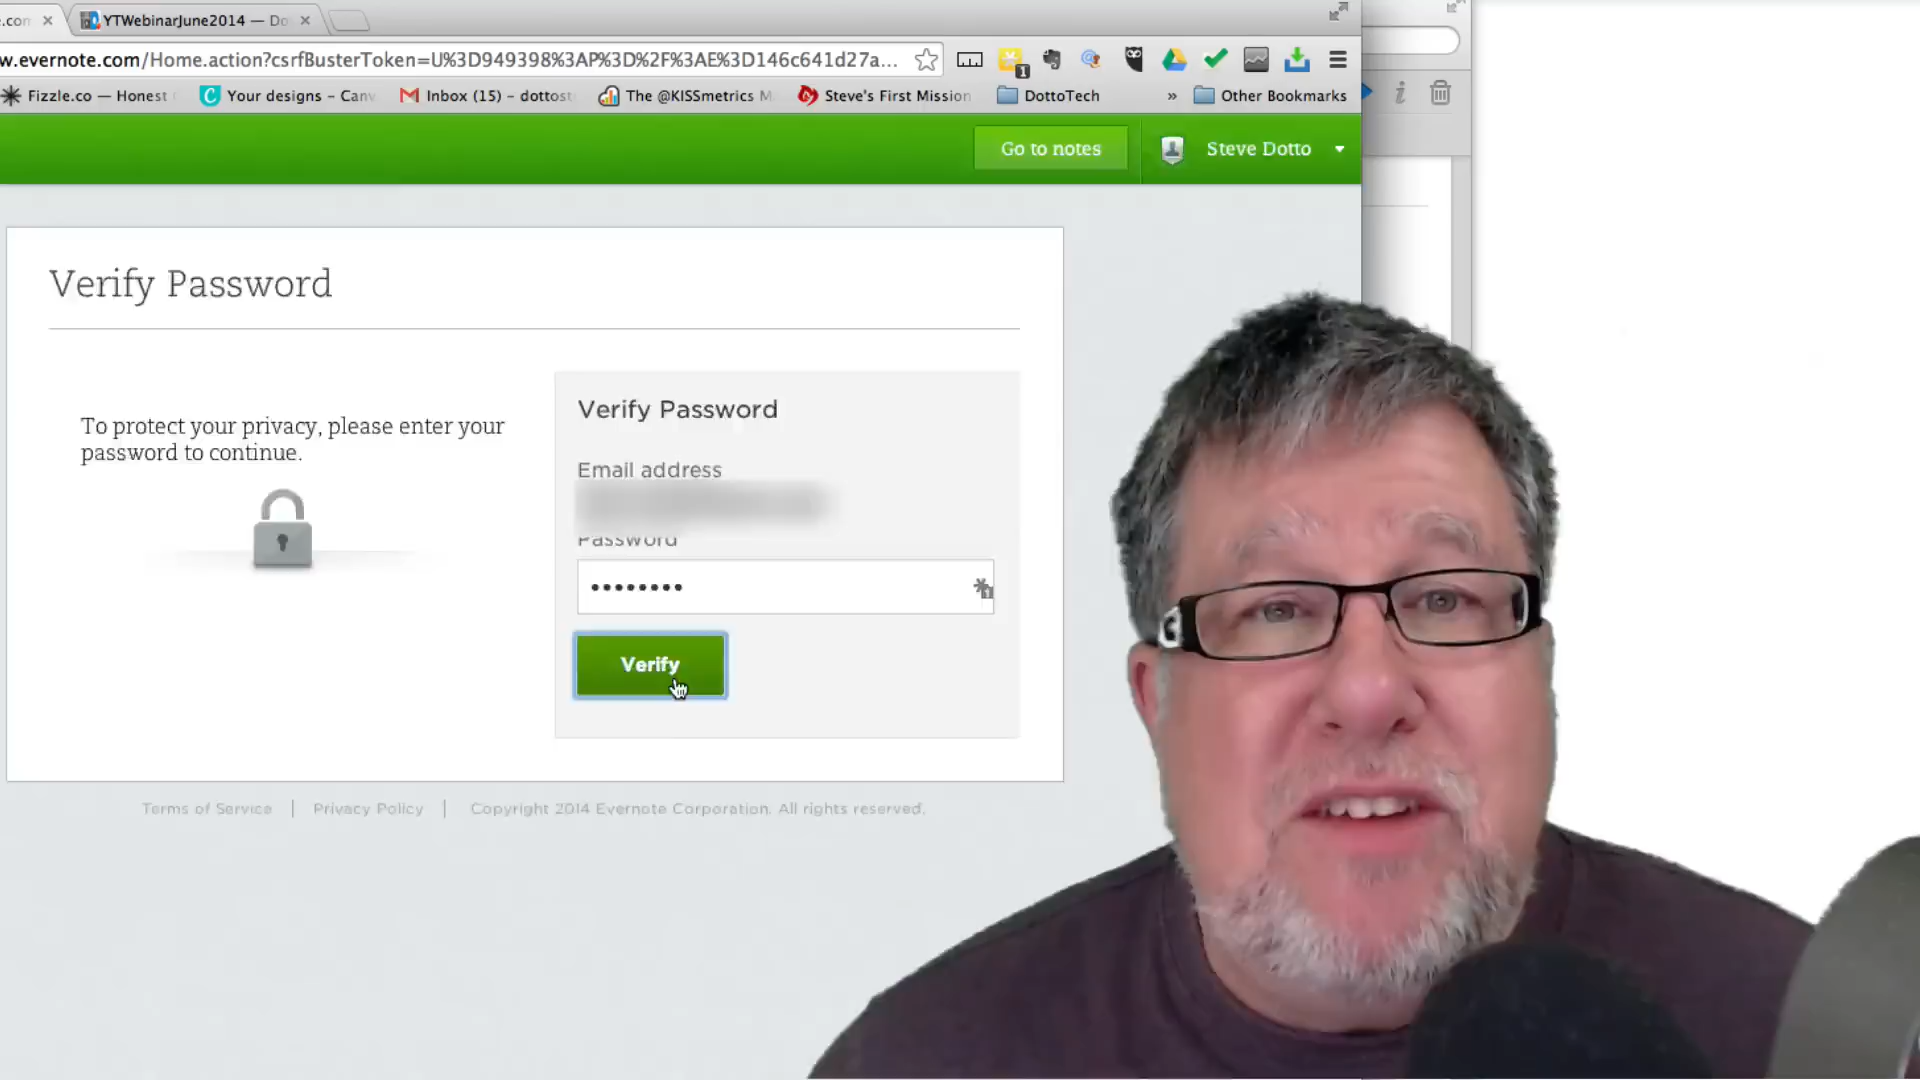 e.com
YTWebinarJune2014 — Do
w.evernote.com/Home.action?csrfBusterToken=U%3D949398%3AP%3D%2F%3AE%3D146c641d27a...
1
Fizzle.co — Honest
Your designs - Canv
Inbox (15) – dottost
The @KISSmetrics M
Steve's First Mission
DottoTech
»
Other Bookmarks
Go to notes
Steve Dotto
Verify Password
To protect your privacy, please enter your
password to continue.
Verify Password
Email address
Password
••••••••
Verify
Terms of Service | Privacy Policy | Copyright 2014 Evernote Corporation. All rights reserved.